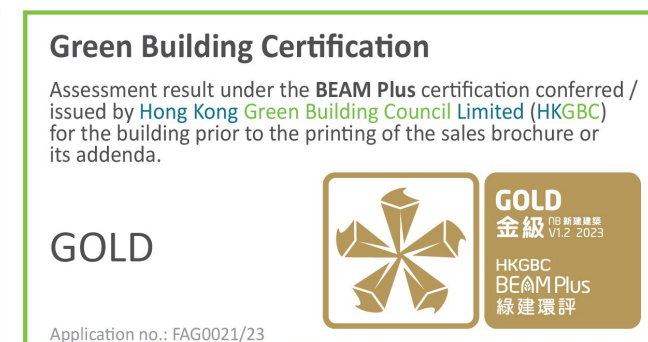 Green Building Certification
Assessment result under the BEAM Plus certification conferred /
issued by Hong Kong Green Building Council Limited (HKGBC)
for the building prior to the printing of the sales brochure or
its addenda.
GOLD
GOLD
金級 NB 新建建築
V1.2 2023
HKGBC
BEAM Plus
綠建環評
Application no.: FAG0021/23